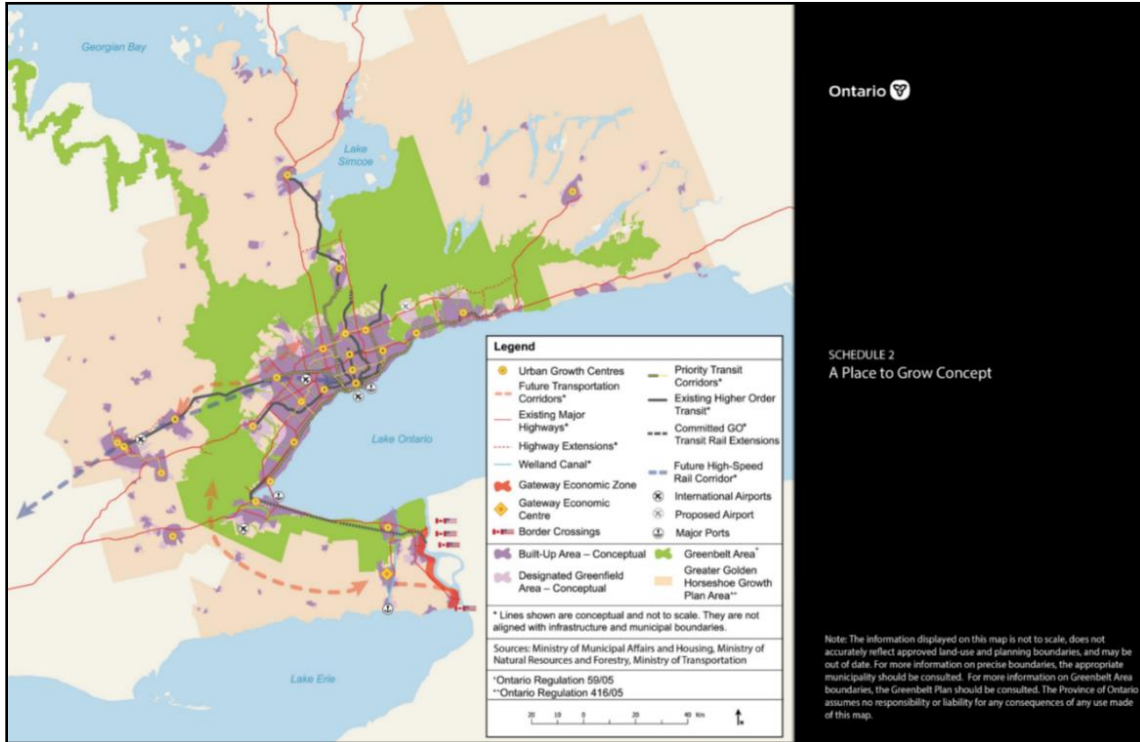 Georgian Bay
Lake
Simcoe
Lake Ontario
Lake Erie
Legend
Urban Growth Centres
Future Transportation
Corridors*
Existing Major
Highways*
Highway Extensions*
Welland Canal*
Gateway Economic Zone
Gateway Economic
Centre
Border Crossings
Priority Transit
Corridors*
Existing Higher Order
Transit*
Committed GO*
Transit Rail Extensions
Future High-Speed
Rail Corridor*
International Airports
Proposed Airport
Major Ports
Built-Up Area – Conceptual
Designated Greenfield
Area – Conceptual
Greenbelt Area+
Greater Golden
Horseshoe Growth
Plan Area++
* Lines shown are conceptual and not to scale. They are not
aligned with infrastructure and municipal boundaries.
Sources: Ministry of Municipal Affairs and Housing, Ministry of
Natural Resources and Forestry, Ministry of Transportation
+Ontario Regulation 59/05
++Ontario Regulation 416/05
20 10 0 20 40 Km
N
Ontario
SCHEDULE 2
A Place to Grow Concept
Note: The information displayed on this map is not to scale, does not
accurately reflect approved land-use and planning boundaries, and may be
out of date. For more information on precise boundaries, the appropriate
municipality should be consulted. For more information on Greenbelt Area
boundaries, the Greenbelt Plan should be consulted. The Province of Ontario
assumes no responsibility or liability for any consequences of any use made
of this map.